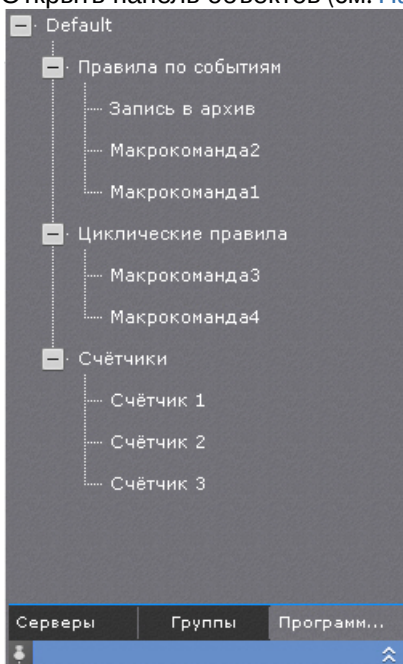 Открыть панель объектов (см. На
Default
Правила по событиям
Запись в архив
Макрокоманда2
Макрокоманда1
Циклические правила
Макрокоманда3
Макрокоманда4
Счётчики
Счётчик 1
Счётчик 2
Счётчик 3
Серверы Группы Программ...